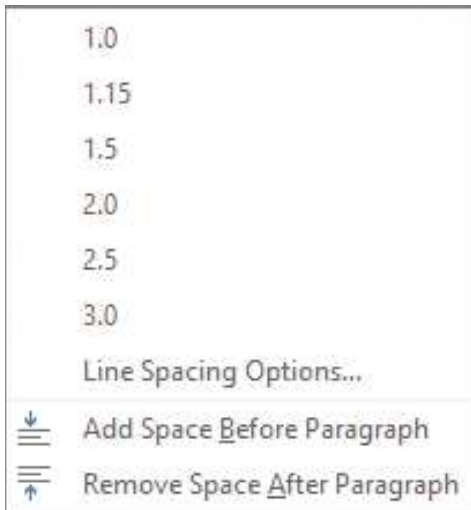 1.0
1.15
1.5
2.0
2.5
3.0
Line Spacing Options...
Add Space Before Paragraph
Remove Space After Paragraph